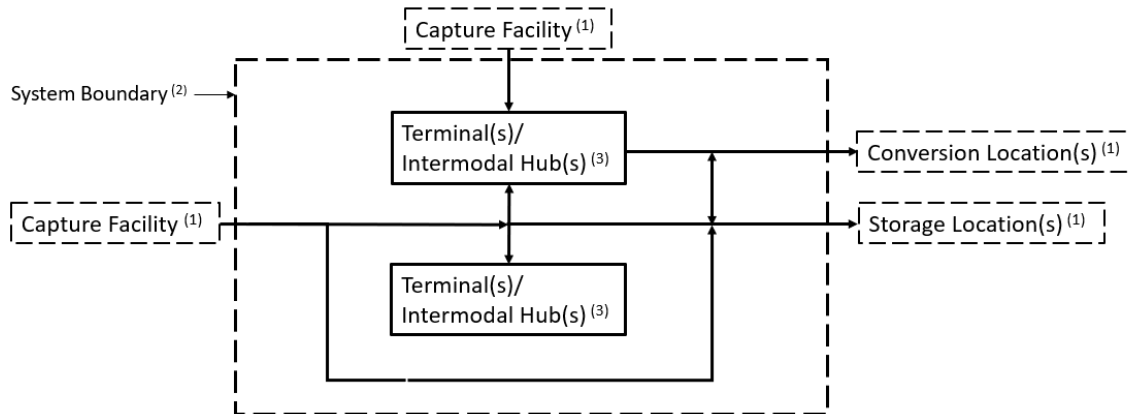 Capture Facility (1)
System Boundary (2)
Terminal(s)/
Intermodal Hub(s) (3)
Conversion Location(s) (1)
Capture Facility (1)
Storage Location(s) (1)
Terminal(s)/
Intermodal Hub(s) (3)